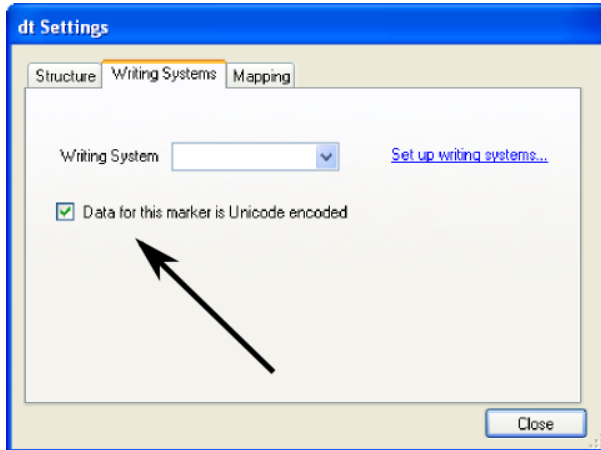 dt Settings
Structure Writing Systems Mapping
Writing System Set up writing systems...
Data for this marker is Unicode encoded
Close